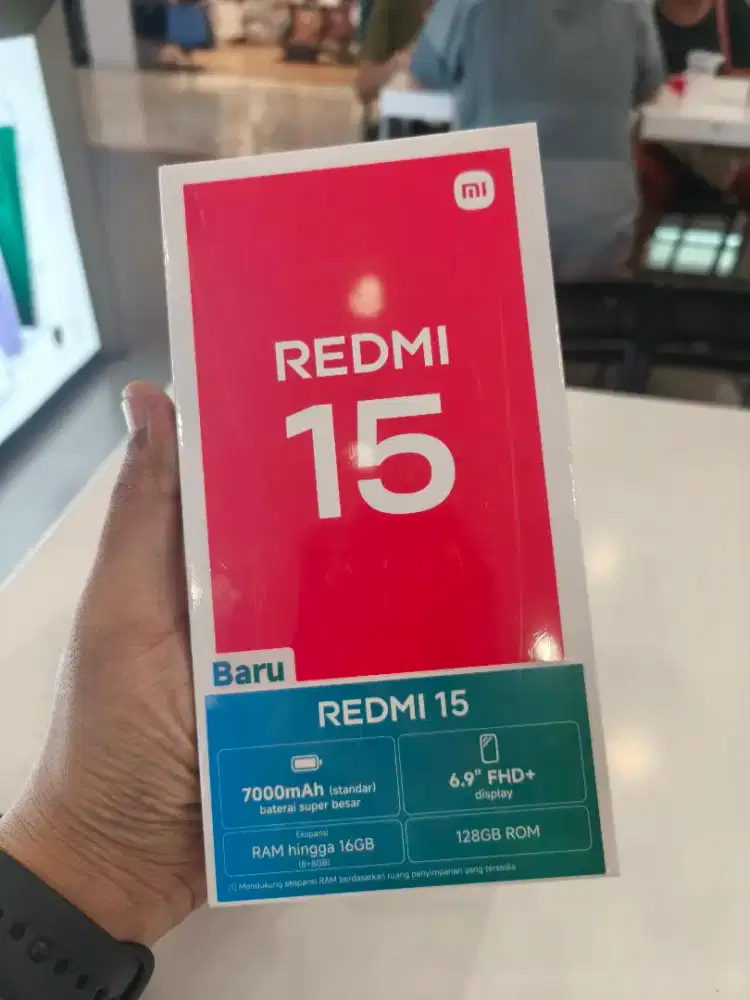 mi
REDMI
15
Baru
REDMI 15
7000mAh (standar)
baterai super besar
6.9" FHD+
display
Ekspansi
RAM hingga 16GB
(8+8GB)
128GB ROM
(1) Mendukung ekspansi RAM berdasarkan ruang penyimpanan yang tersedia